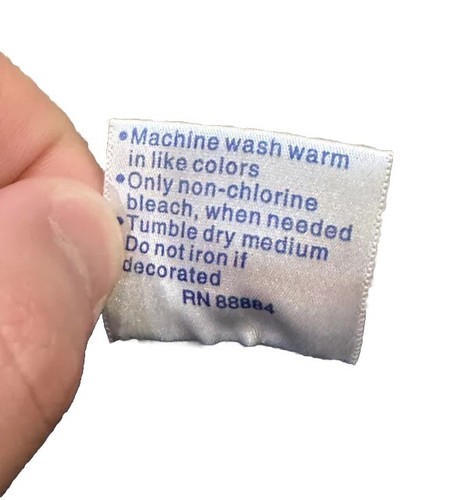 •Machine wash warm
in like colors
•Only non-chlorine
bleach, when needed
•Tumble dry medium
Do not iron if
decorated
RN 88884